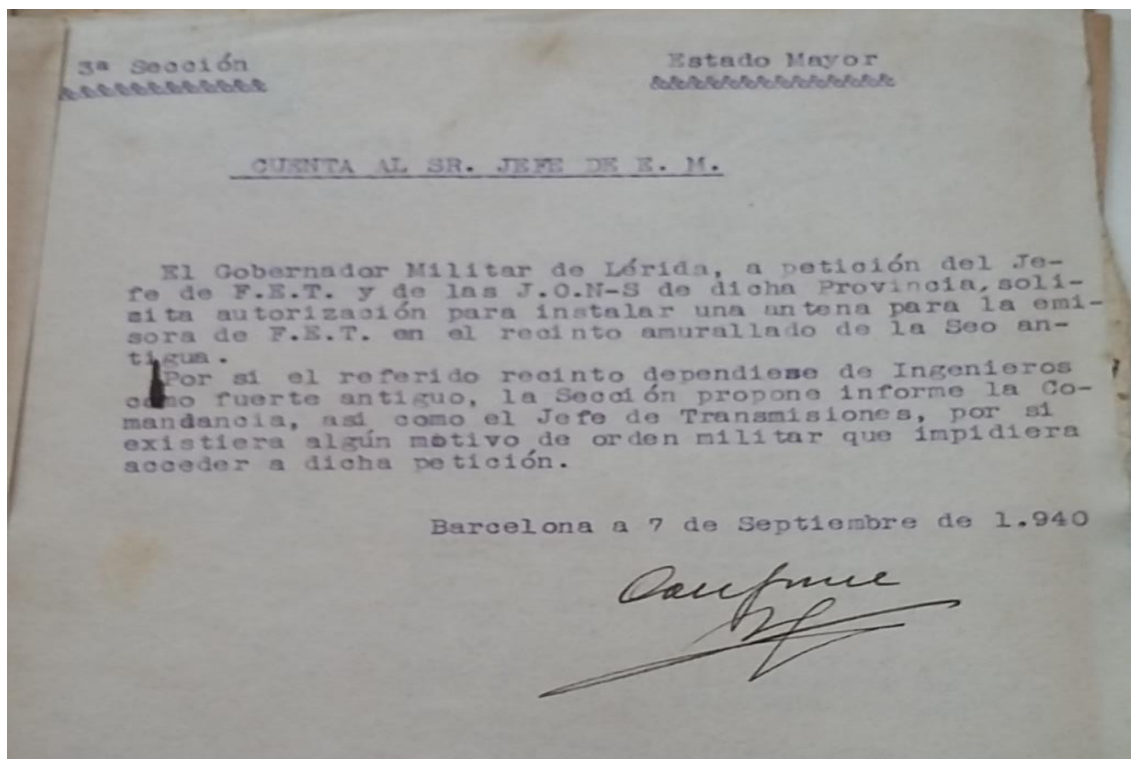 3ª Sección
Estado Mayor
&&&&&&&&&&&&
&&&&&&&&&&&&&&&
CUENTA AL SR. JEFE DE E. M.
El Gobernador Militar de Lérida, a petición del Je-
fe de F.E.T. y de las J.O.N-S de dicha Provincia, soli-
sita autorización para instalar una antena para la emi-
sora de F.E.T. en el recinto amurallado de la Seo an-
tigua.
Por si el referido recinto dependiese de Ingenieros
como fuerte antiguo, la Sección propone informe la Co-
mandancia, asi como el Jefe de Transmisiones, por si
existiera algún motivo de orden militar que impidiera
acceder a dicha petición.
Barcelona a 7 de Septiembre de 1.940
Conforme